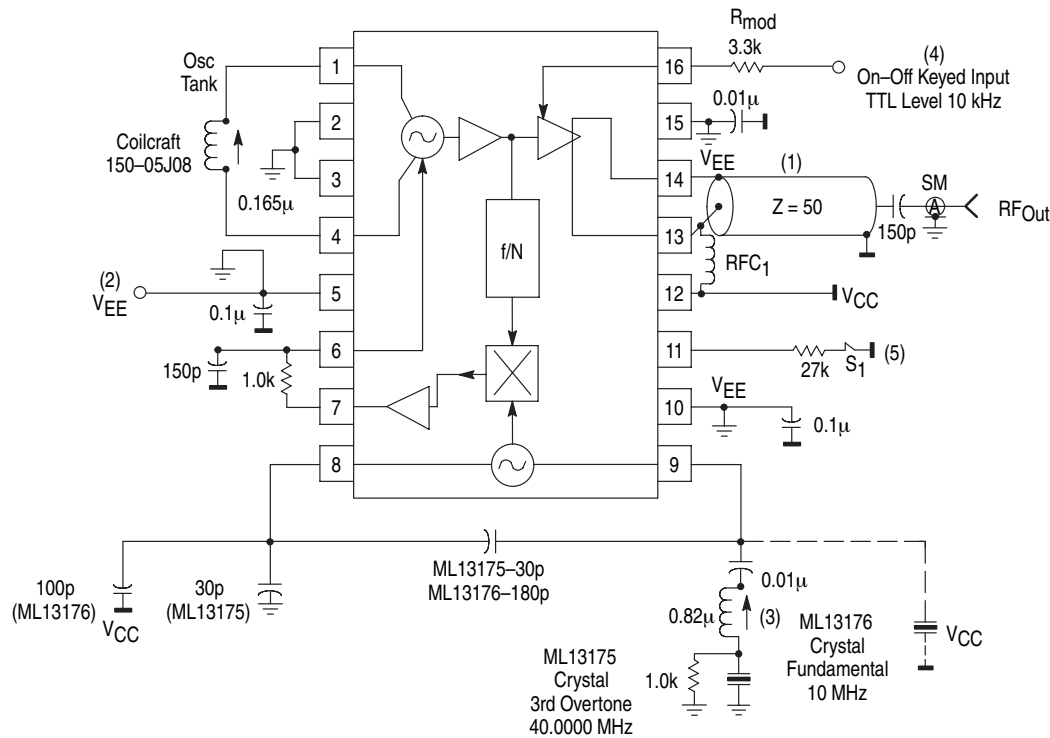 Rmod
3.3k
(4)
On–Off Keyed Input
TTL Level 10 kHz
Osc
Tank
1
16
0.01µ
2
15
Coilcraft
150–05J08
VEE
(1)
3
14
SM
0.165µ
Z = 50
A
RFOut
150p
4
13
f/N
RFC1
(2)
VEE
5
12
VCC
0.1µ
6
11
(5)
27k
S1
150p
1.0k
VEE
7
10
0.1µ
8
9
100p
(ML13176)
VCC
30p
(ML13175)
ML13175–30p
ML13176–180p
0.01µ
0.82µ
(3)
ML13176
Crystal
Fundamental
10 MHz
VCC
ML13175
Crystal
3rd Overtone
40.0000 MHz
1.0k